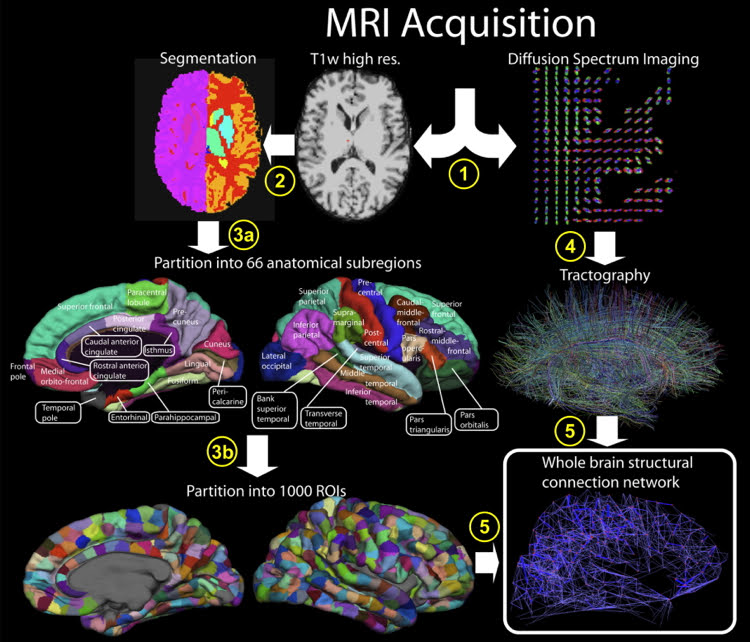 MRI Acquisition
Segmentation
T1w high res.
Diffusion Spectrum Imaging
1
2
3a
4
Partition into 66 anatomical subregions
Tractography
Paracentral
lobule
Superior frontal
Pre-
cuneus
Posterior
cingulate
Caudal anterior
cingulate
Isthmus
Cuneus
Rostral anterior
cingulate
Frontal
pole
Medial
orbito-frontal
Lingual
Fusiform
Peri-
calcarine
Temporal
pole
Entorhinal
Parahippocampal
Pre-
central
Superior
parietal
Caudal
middle-
frontal
Superior
frontal
Supra-
marginal
Inferior
parietal
Post-
central
Rostral-
middle-
frontal
Pars
operc-
ularis
Lateral
occipital
Superior
temporal
Middle temporal
Inferior temporal
Bank
superior
temporal
Transverse
temporal
Pars
triangularis
Pars
orbitalis
3b
5
Partition into 1000 ROIs
5
Whole brain structural
connection network